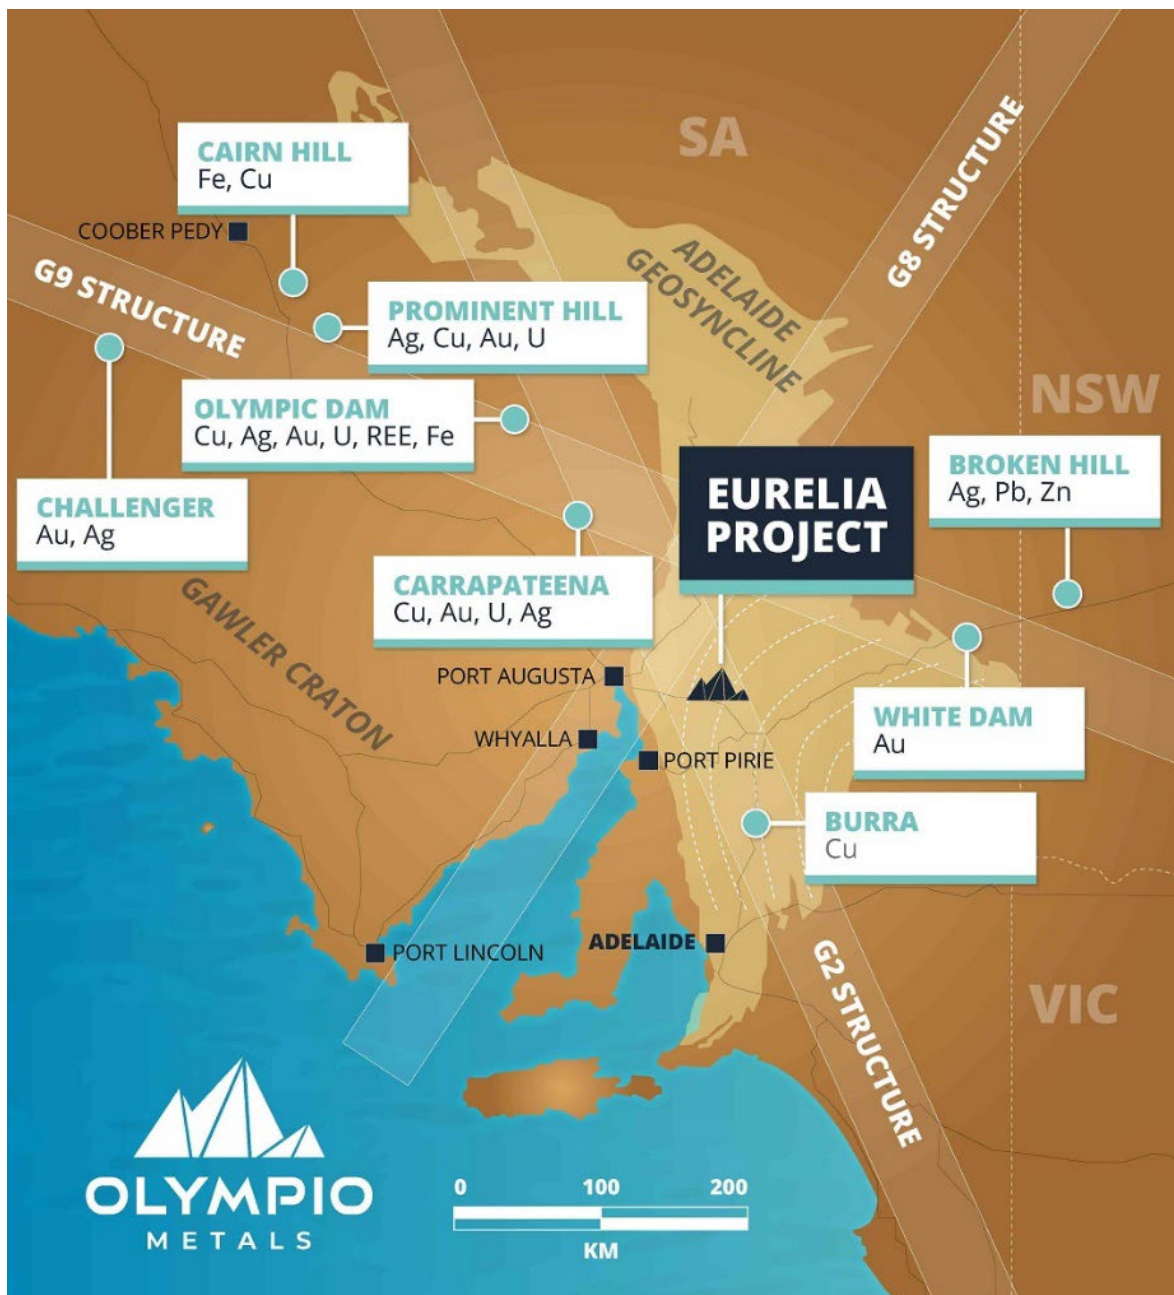 SA
CAIRN HILL
Fe, Cu
COOBER PEDY
G8 STRUCTURE
G9 STRUCTURE
ADELAIDE
GEOSYNCLINE
PROMINENT HILL
Ag, Cu, Au, U
OLYMPIC DAM
Cu, Ag, Au, U, REE, Fe
NSW
CHALLENGER
Au, Ag
EURELIA
PROJECT
BROKEN HILL
Ag, Pb, Zn
GAWLER CRATON
CARRAPATEENA
Cu, Au, U, Ag
PORT AUGUSTA
WHYALLA
PORT PIRIE
WHITE DAM
Au
BURRA
Cu
ADELAIDE
PORT LINCOLN
G2 STRUCTURE
VIC
OLYMPIO
METALS
0 100 200
KM